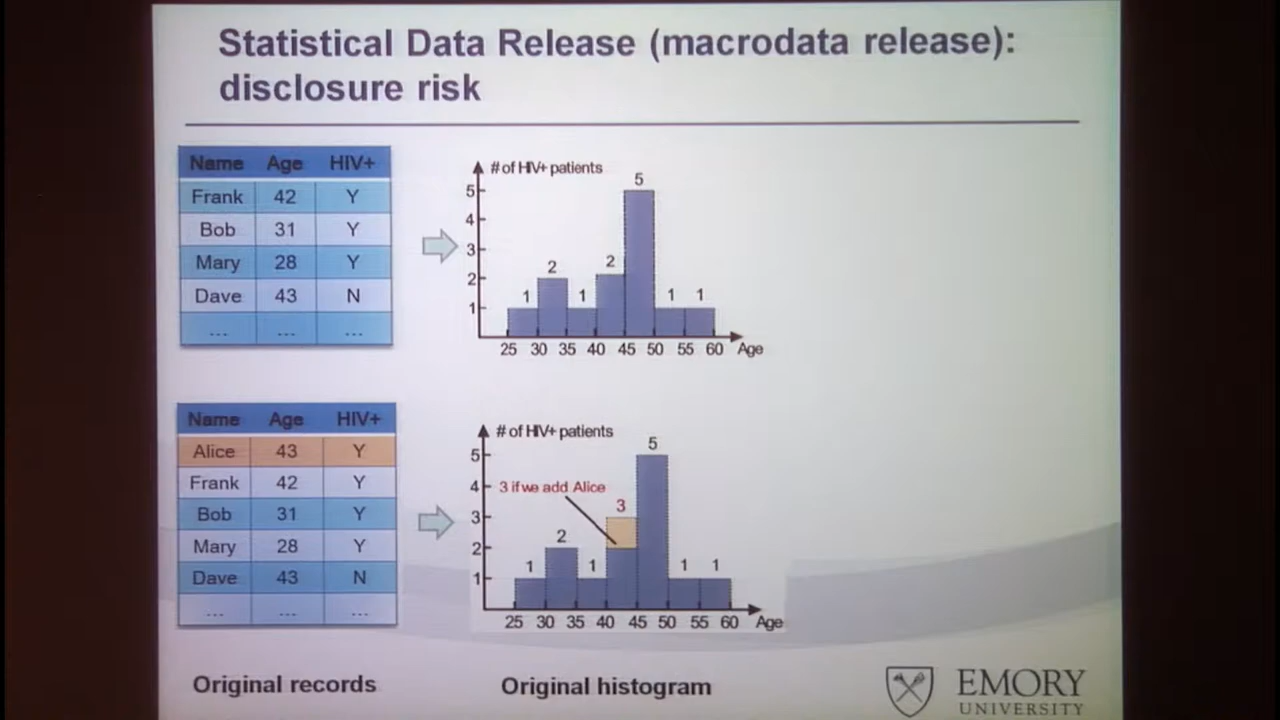 Statistical Data Release (macrodata release):
disclosure risk
Name Age HIV+
Frank 42 Y
Bob 31 Y
Mary 28 Y
Dave 43 N
... ... ...
# of HIV+ patients
5
4
3
2
1
1 2 1 2 5 1 1
25 30 35 40 45 50 55 60 Age
Name Age HIV+
Alice 43 Y
Frank 42 Y
Bob 31 Y
Mary 28 Y
Dave 43 N
... ... ...
# of HIV+ patients
5
4
3
2
1
3 if we add Alice
1 2 1 3 5 1 1
25 30 35 40 45 50 55 60 Age
Original records
Original histogram
EMORY
UNIVERSITY